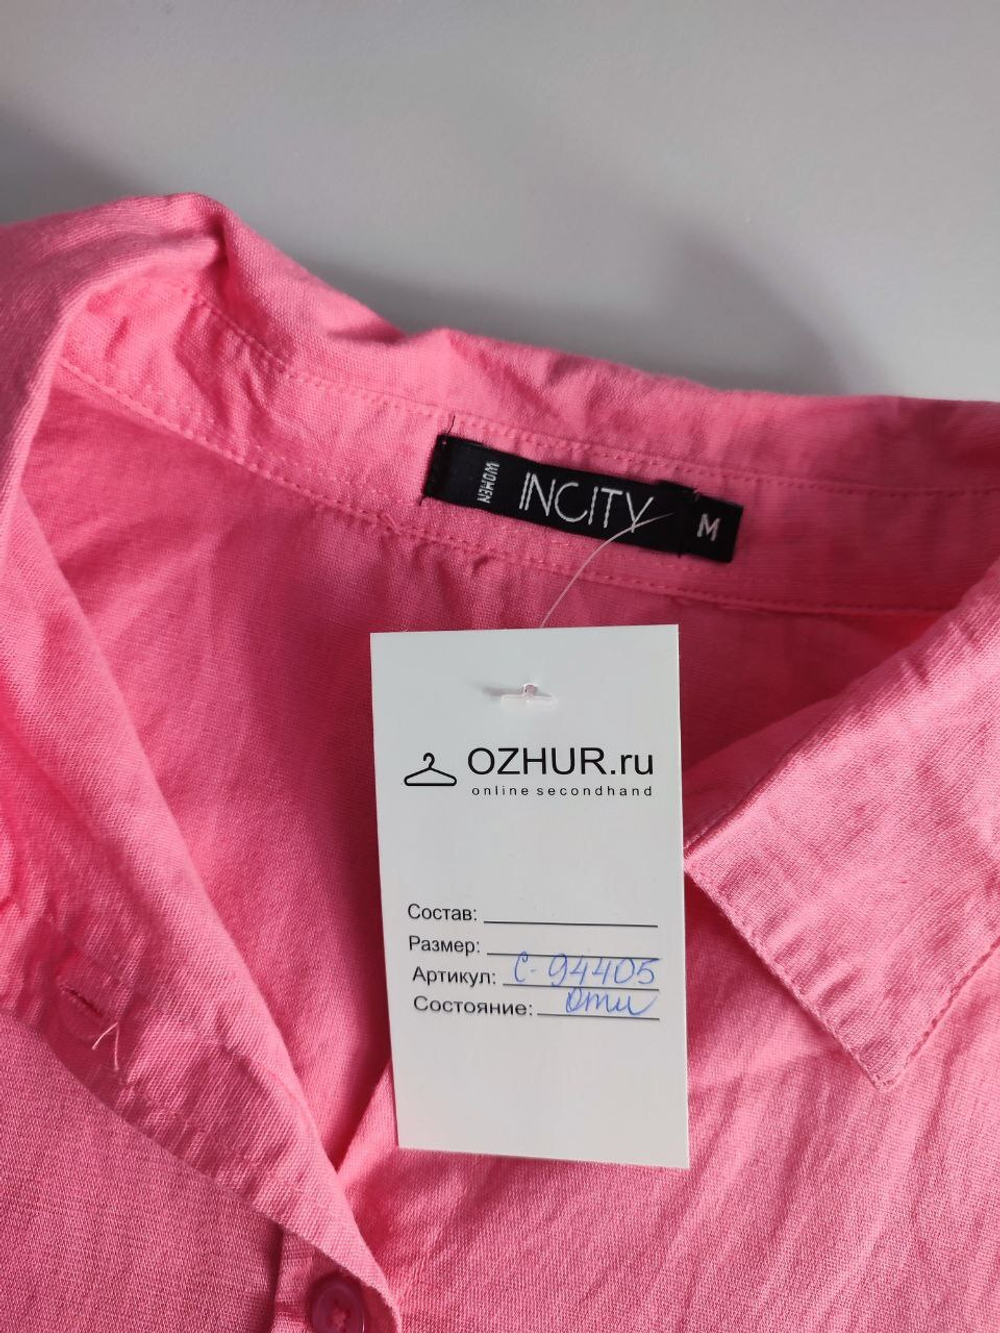 WOMEN
INCITY
M
OZHUR.ru
online secondhand
Состав:
Размер:
Артикул: С-94405
Состояние: отл